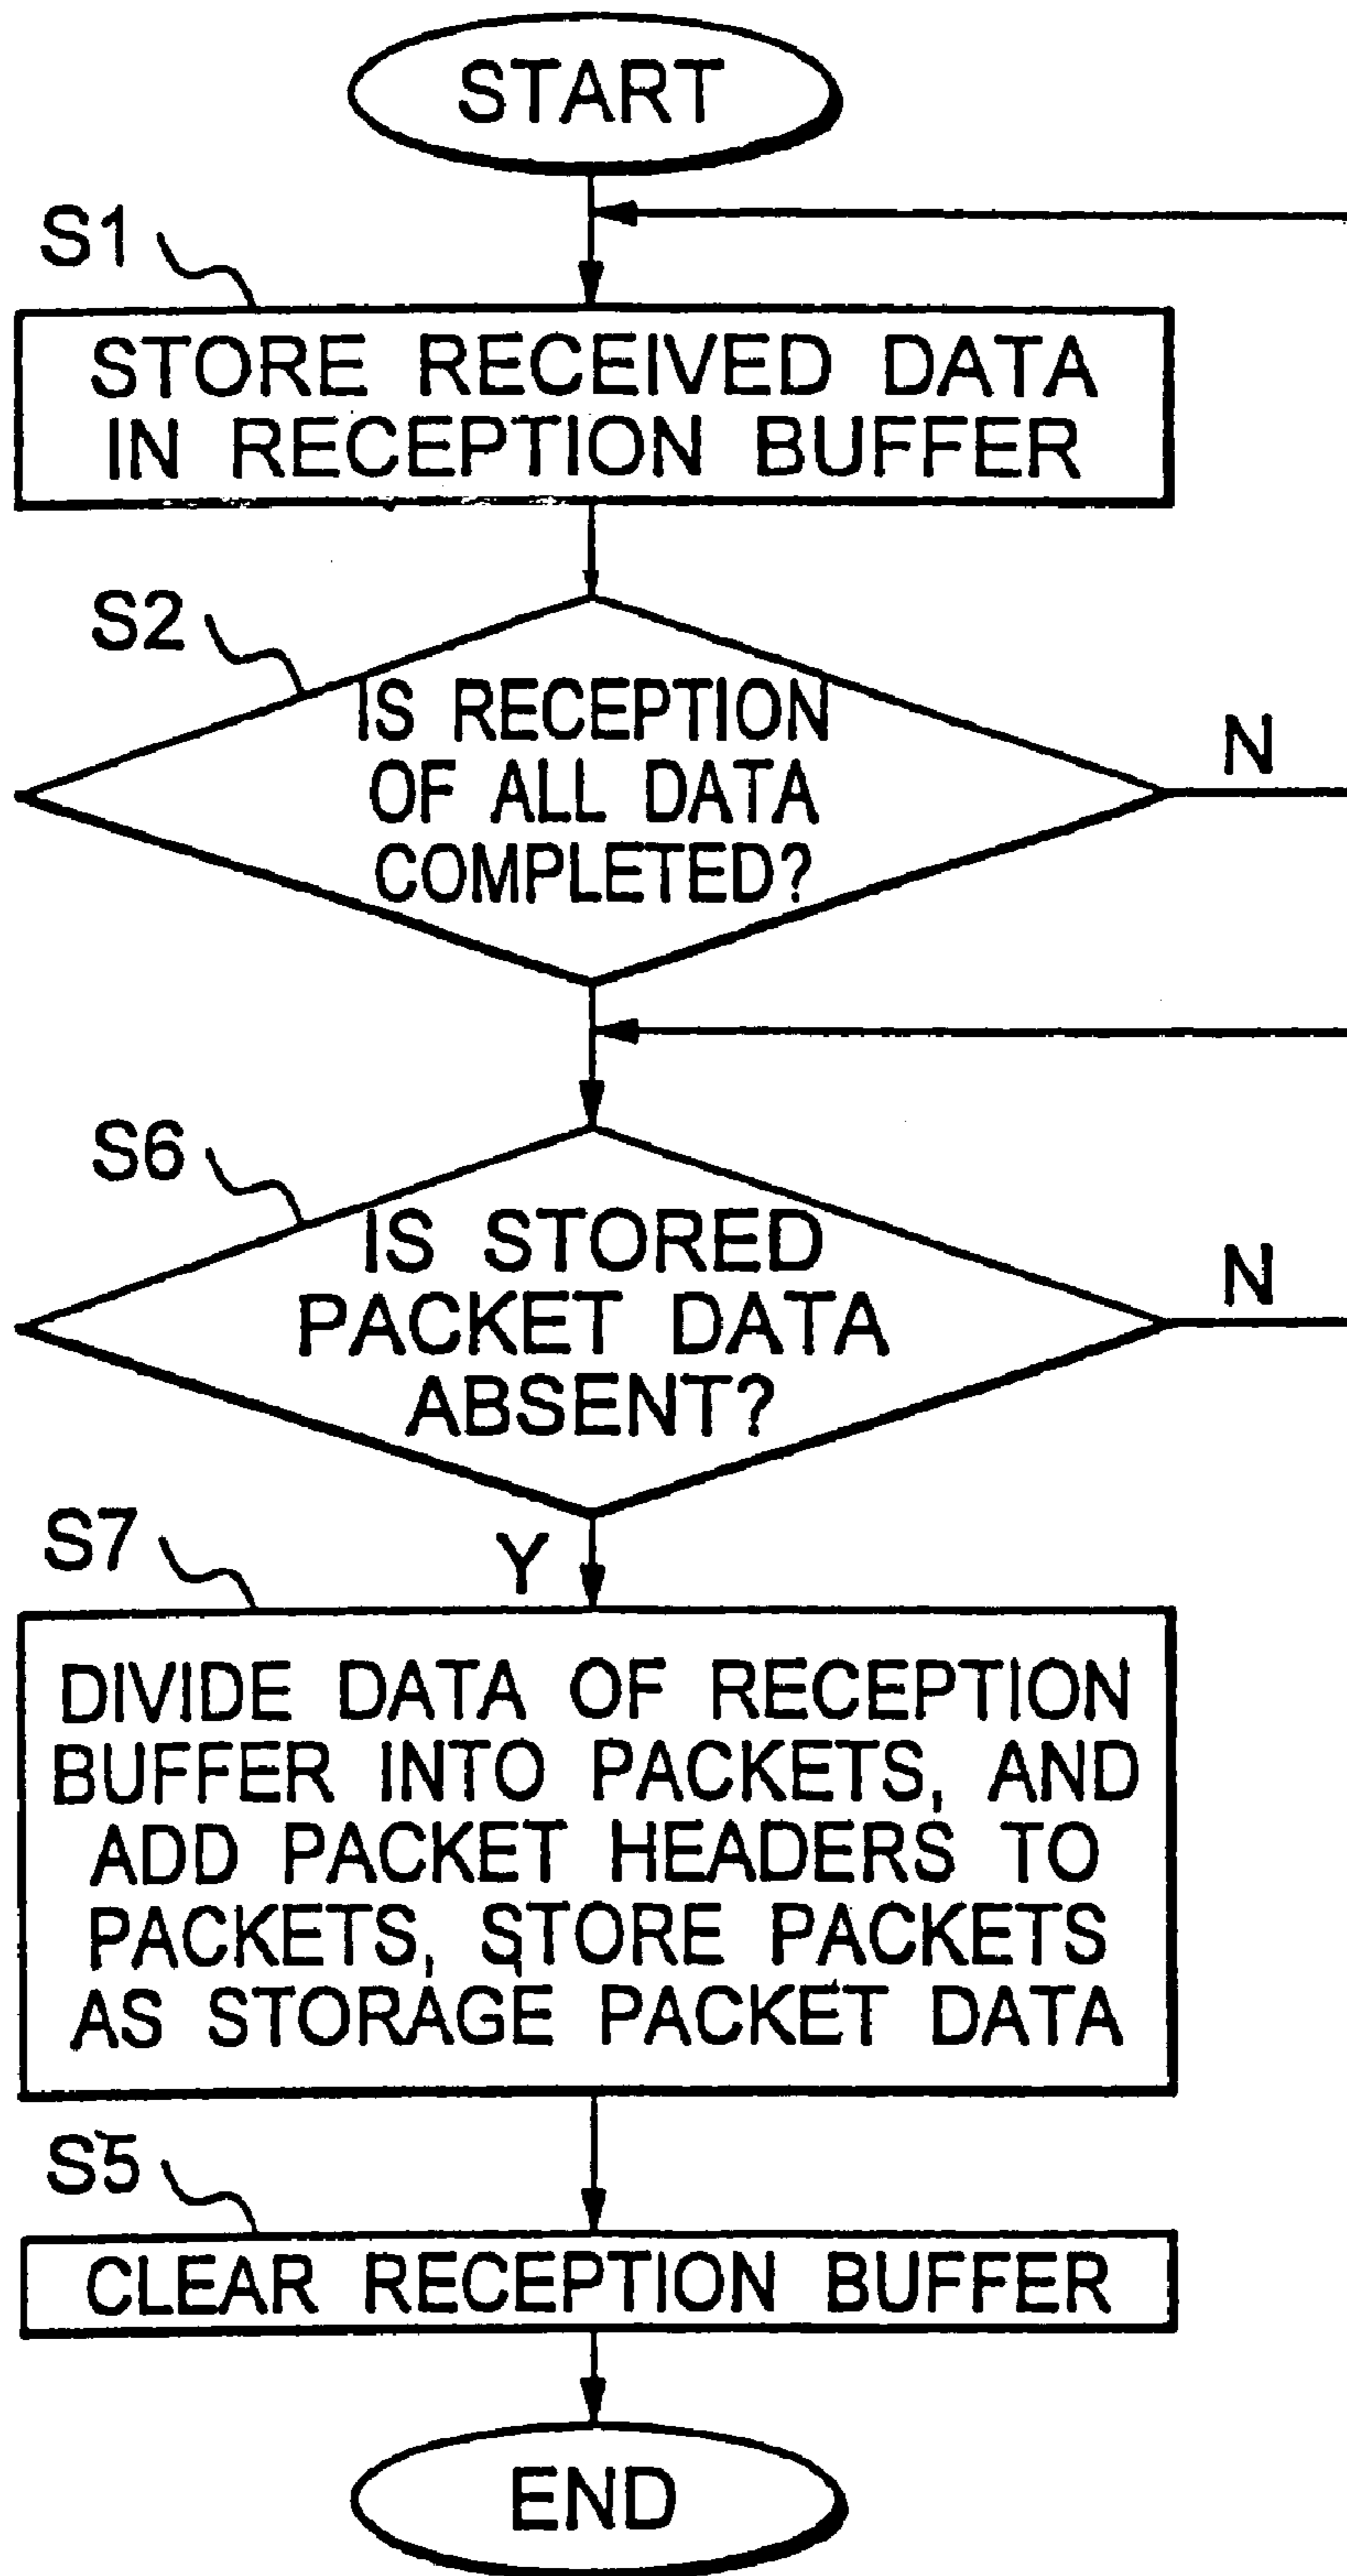 START
S1
STORE RECEIVED DATA
IN RECEPTION BUFFER
S2
IS RECEPTION
OF ALL DATA
COMPLETED?
N
S6
IS STORED
PACKET DATA
ABSENT?
N
Y
S7
DIVIDE DATA OF RECEPTION
BUFFER INTO PACKETS, AND
ADD PACKET HEADERS TO
PACKETS, STORE PACKETS
AS STORAGE PACKET DATA
S5
CLEAR RECEPTION BUFFER
END